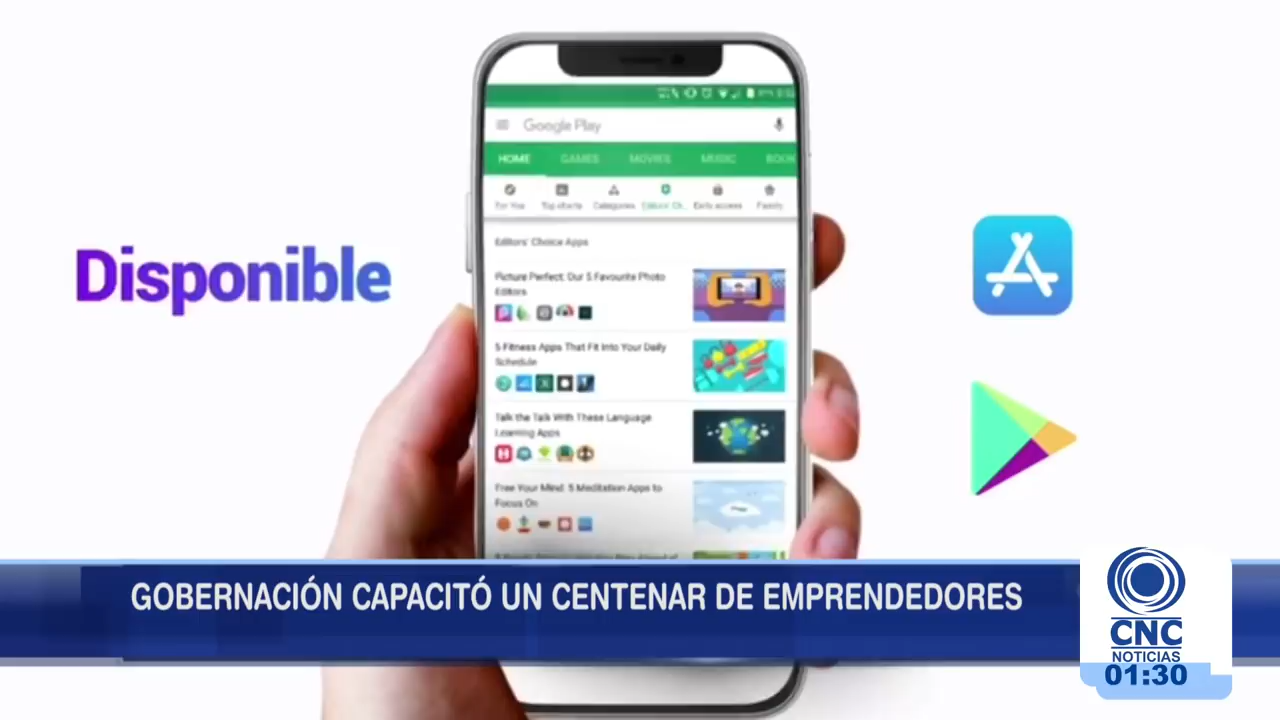 Google Play
HOME GAMES MOVIES MUSIC BOOK
For You Top charts Categories Editors' Ch... Early access Family
Editors' Choice Apps
Picture Perfect: Our 5 Favourite Photo
Editors
5 Fitness Apps That Fit Into Your Daily
Schedule
Talk the Talk With These Language
Learning Apps
Free Your Mind: 5 Meditation Apps to
Focus On
Disponible
GOBERNACIÓN CAPACITÓ UN CENTENAR DE EMPRENDEDORES
CNC
NOTICIAS
01:30